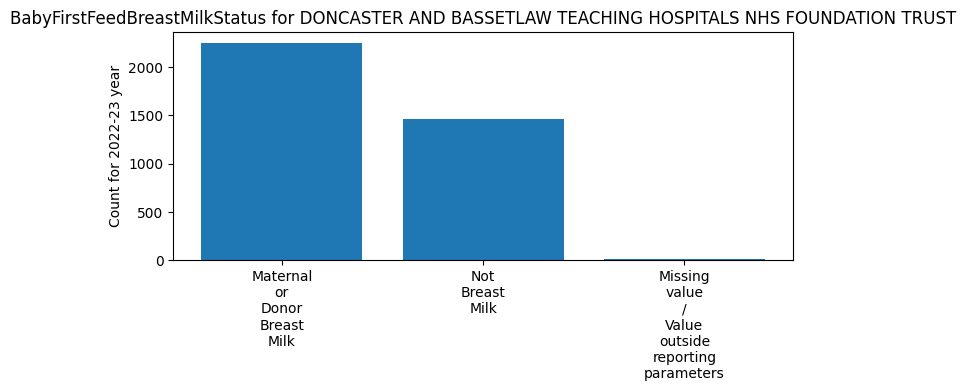 BabyFirstFeedBreastMilkStatus for DONCASTER AND BASSETLAW TEACHING HOSPITALS NHS FOUNDATION TRUST
Count for 2022-23 year
2000
1500
1000
500
0
Maternal
or
Donor
Breast
Milk
Not
Breast
Milk
Missing
value
/
Value
outside
reporting
parameters